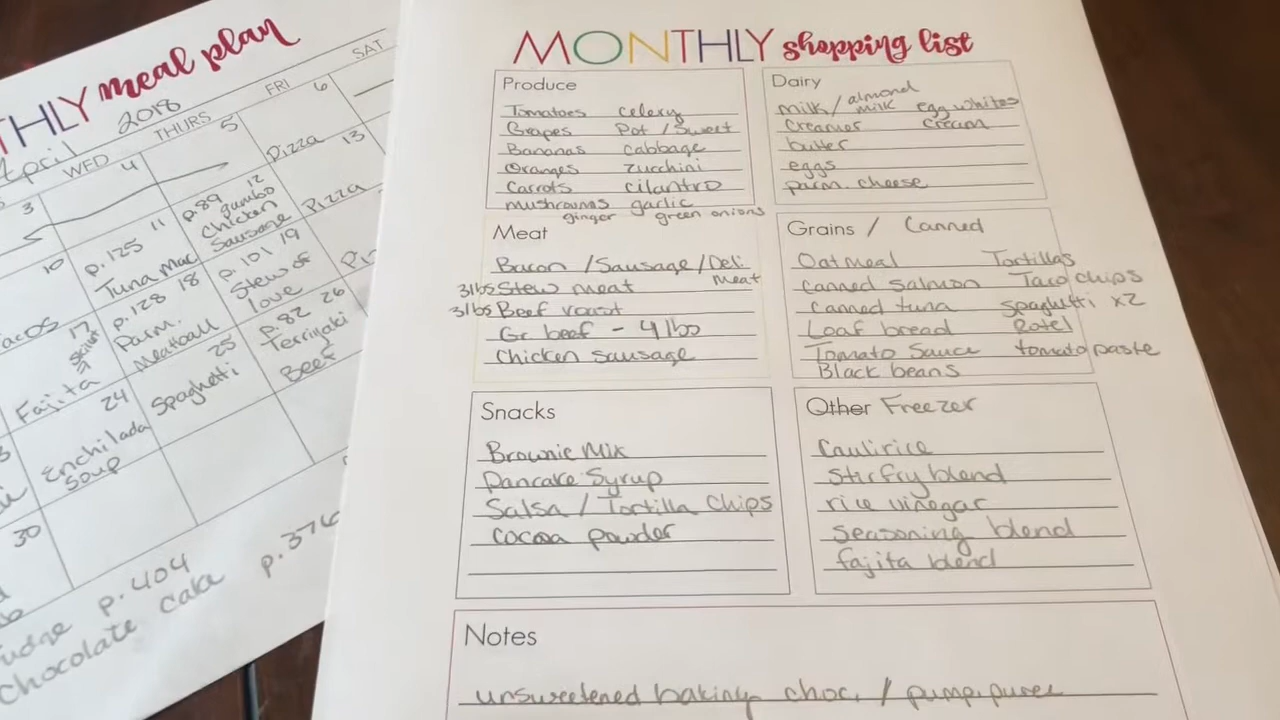 THLY meal plan
April 2018
WED THURS FRI SAT
3 4 5 6
10 p.125 11 p.89 12 Pizza 13
Tuna Mac gumbo Chicken Sausage Pizza
acos 17 p.128 18 p.101 19
Fajita Parm. Meatball Stew of love
24 25 p.82 26
Enchilada Soup Spaghetti Teriyaki Beef
30
p.404
Chocolate cake p.376
MONTHLY shopping list
Produce
Tomatoes celery
Grapes Pot / Sweet
Bananas cabbage
Oranges zucchini
Carrots cilantro
mushrooms garlic
ginger green onions
Dairy
milk / almond milk egg whites
creamer cream
butter
eggs
parm. cheese
Meat
Bacon / Sausage / Deli Meat
3lbs Stew meat
3lbs Beef roast
Gr beef - 4 lbs
Chicken sausage
Grains / Canned
Oatmeal Tortillas
canned salmon Taco chips
canned tuna spaghetti x2
Loaf bread Rotel
Tomato Sauce tomato paste
Black beans
Snacks
Brownie Mix
Pancake Syrup
Salsa / Tortilla Chips
cocoa powder
Other Freezer
Caulirice
Stirfry blend
rice vinegar
seasoning blend
fajita blend
Notes
unsweetened baking choc. / pump. puree